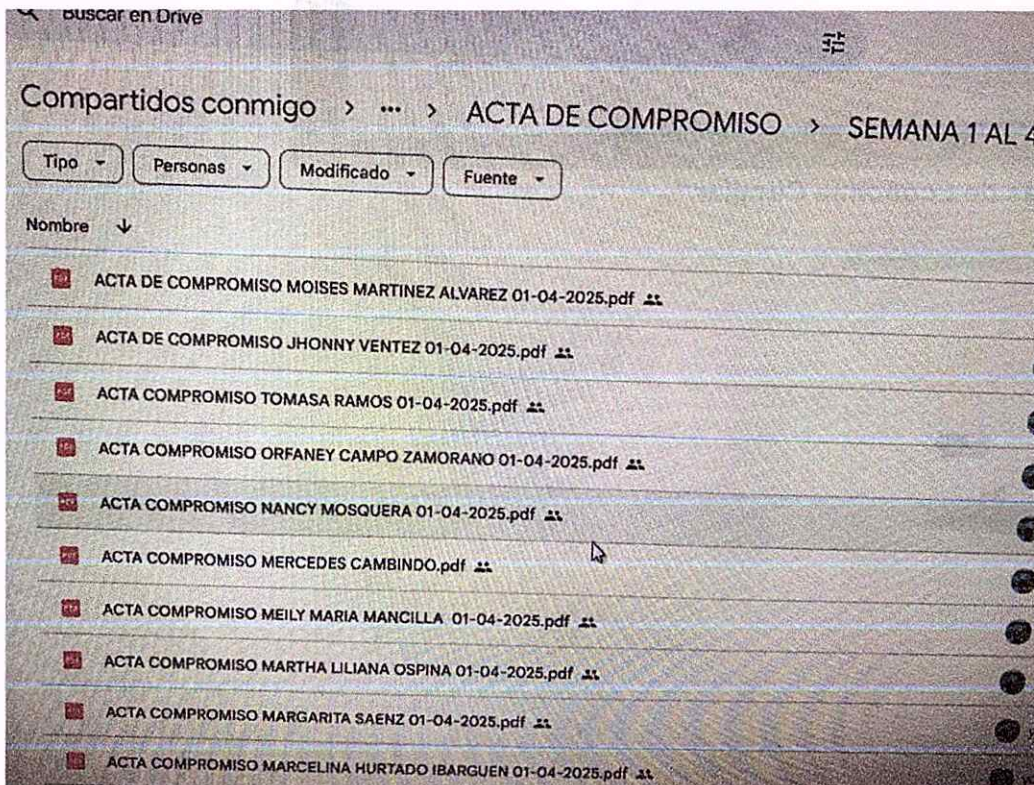 Buscar en Drive
Compartidos conmigo > ... > ACTA DE COMPROMISO > SEMANA 1 AL 4
Tipo Personas Modificado Fuente
Nombre
ACTA DE COMPROMISO MOISES MARTINEZ ALVAREZ 01-04-2025.pdf
ACTA DE COMPROMISO JHONNY VENTEZ 01-04-2025.pdf
ACTA COMPROMISO TOMASA RAMOS 01-04-2025.pdf
ACTA COMPROMISO ORFANEY CAMPO ZAMORANO 01-04-2025.pdf
ACTA COMPROMISO NANCY MOSQUERA 01-04-2025.pdf
ACTA COMPROMISO MERCEDES CAMBINDO.pdf
ACTA COMPROMISO MEILY MARIA MANCILLA 01-04-2025.pdf
ACTA COMPROMISO MARTHA LILIANA OSPINA 01-04-2025.pdf
ACTA COMPROMISO MARGARITA SAENZ 01-04-2025.pdf
ACTA COMPROMISO MARCELINA HURTADO IBARGUEN 01-04-2025.pdf